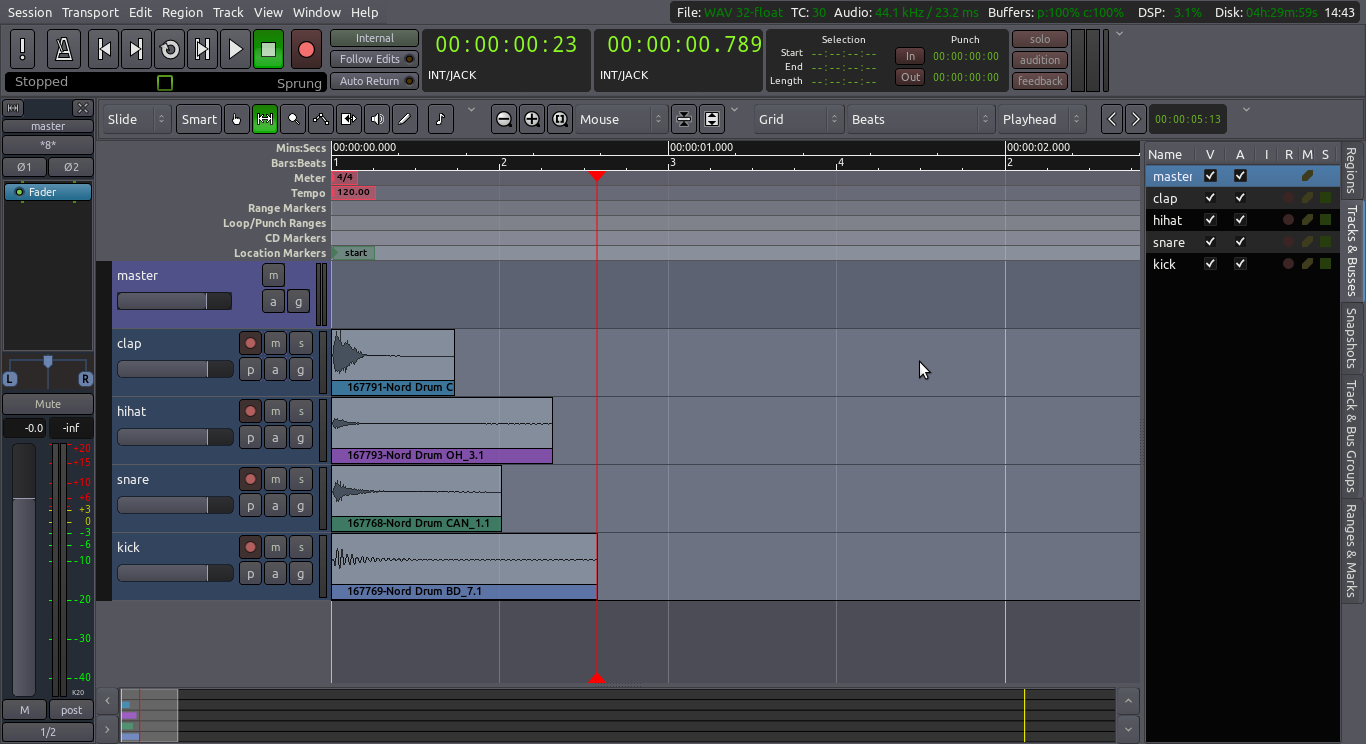 Session Transport Edit Region Track View Window Help File: WAV 32-float TC: 30 Audio: 44.1 kHz / 23.2 ms Buffers: p:100% c:100% DSP: 3.1% Disk: 04h:29m:59s 14:43
Internal
Follow Edits
Auto Return
Stopped Sprung
00:00:00:23
INT/JACK
00:00:00.789
INT/JACK
Selection
Start --:--:--:--
End --:--:--:--
Length --:--:--:--
Punch
In 00:00:00:00
Out 00:00:00:00
solo
audition
feedback
Slide Smart Mouse Grid Beats Playhead 00:00:05:13
master
*8*
Ø1 Ø2
Fader
L R
Mute
-0.0 -inf
+20
+15
+10
+6
+3
0
-3
-6
-10
-20
-30
-40
K20
M post
1/2
Mins:Secs 00:00:00.000 00:00:01.000 00:00:02.000
Bars:Beats 1 2 3 4 2
Meter 4/4
Tempo 120.00
Range Markers
Loop/Punch Ranges
CD Markers
Location Markers start
master m
a g
clap m s
p a g
167791-Nord Drum C
hihat m s
p a g
167793-Nord Drum OH_3.1
snare m s
p a g
167768-Nord Drum CAN_1.1
kick m s
p a g
167769-Nord Drum BD_7.1
Name V A I R M S
master
clap
hihat
snare
kick
Regions
Tracks & Busses
Snapshots
Track & Bus Groups
Ranges & Marks